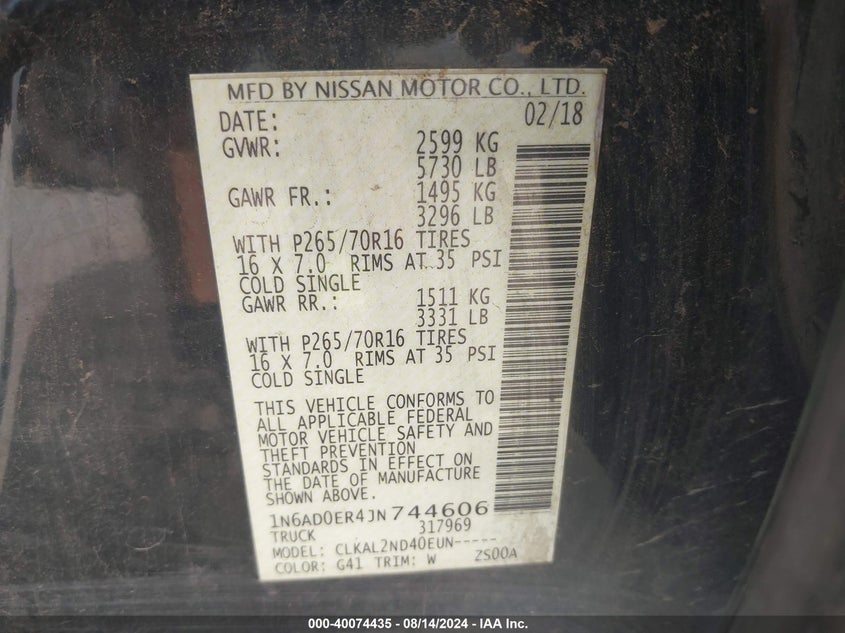 MFD BY NISSAN MOTOR CO., LTD.
DATE: 02/18
GVWR: 2599 KG
5730 LB
GAWR FR.: 1495 KG
3296 LB
WITH P265/70R16 TIRES
16 X 7.0 RIMS AT 35 PSI
COLD SINGLE
GAWR RR.: 1511 KG
3331 LB
WITH P265/70R16 TIRES
16 X 7.0 RIMS AT 35 PSI
COLD SINGLE
THIS VEHICLE CONFORMS TO
ALL APPLICABLE FEDERAL
MOTOR VEHICLE SAFETY AND
THEFT PREVENTION
STANDARDS IN EFFECT ON
THE DATE OF MANUFACTURE
SHOWN ABOVE.
1N6AD0ER4JN744606
TRUCK 317969
MODEL: CLKAL2ND40EUN-----
COLOR: G41 TRIM: W ZS00A
000-40074435 - 08/14/2024 - IAA Inc.